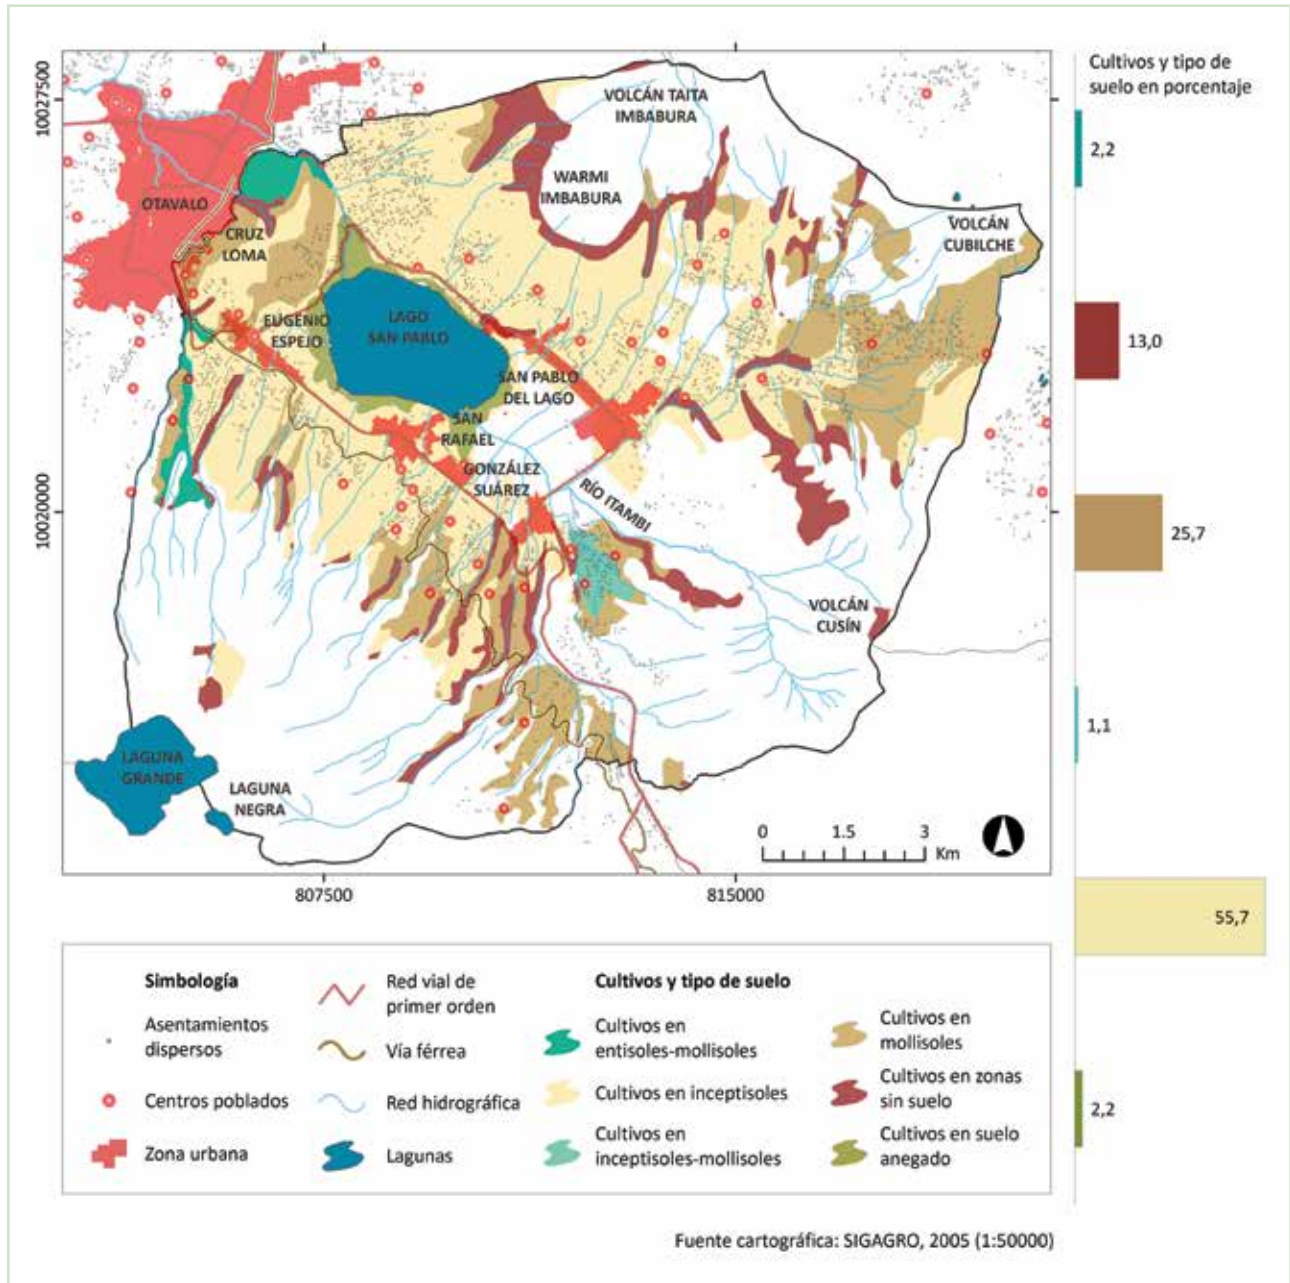 Cultivos y tipo de
suelo en porcentaje
10027500
VOLCÁN TAITA
IMBABURA
2,2
WARMI
IMBABURA
OTAVALO
VOLCÁN
CUBILCHE
CRUZ
LOMA
LAGO
SAN PABLO
EUGENIO
ESPEJO
13,0
SAN PABLO
DEL LAGO
SAN
RAFAEL
GONZÁLEZ
SUÁREZ
RÍO ITAMBI
10020000
25,7
VOLCÁN
CUSÍN
1,1
LAGUNA
GRANDE
LAGUNA
NEGRA
0 1.5 3
Km
807500 815000
55,7
Simbología
Asentamientos
dispersos
Centros poblados
Zona urbana
Red vial de
primer orden
Vía férrea
Red hidrográfica
Lagunas
Cultivos y tipo de suelo
Cultivos en
entisoles-mollisoles
Cultivos en inceptisoles
Cultivos en
inceptisoles-mollisoles
Cultivos en
mollisoles
Cultivos en zonas
sin suelo
Cultivos en suelo
anegado
2,2
Fuente cartográfica: SIGAGRO, 2005 (1:50000)